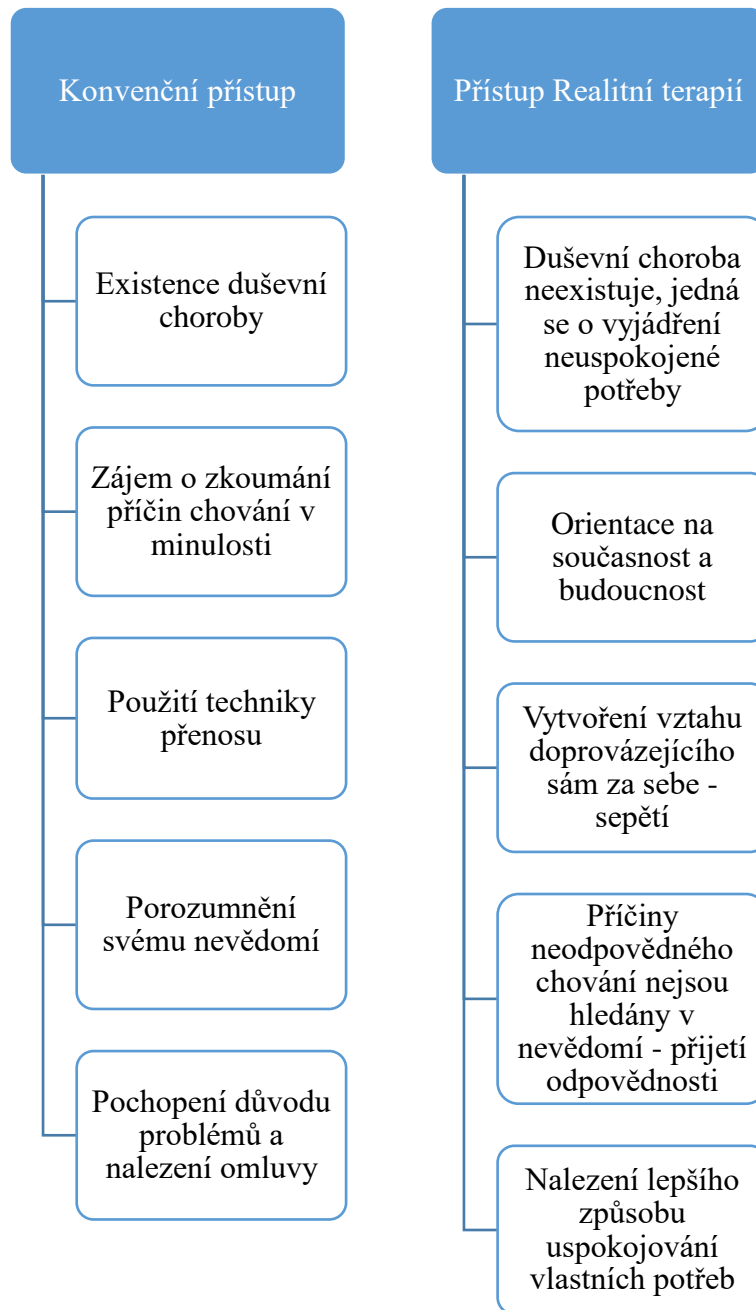 Konvenční přístup
Existence duševní
choroby
Zájem o zkoumání
příčin chování v
minulosti
Použití techniky
přenosu
Porozumnění
svému nevědomí
Pochopení důvodu
problémů a
nalezení omluvy
Přístup Realitní terapií
Duševní choroba
neexistuje, jedná
se o vyjádření
neuspokojené
potřeby
Orientace na
současnost a
budoucnost
Vytvoření vztahu
doprovázejícího
sám za sebe -
sepětí
Příčiny
neodpovědného
chování nejsou
hledány v
nevědomí - přijetí
odpovědnosti
Nalezení lepšího
způsobu
uspokojování
vlastních potřeb